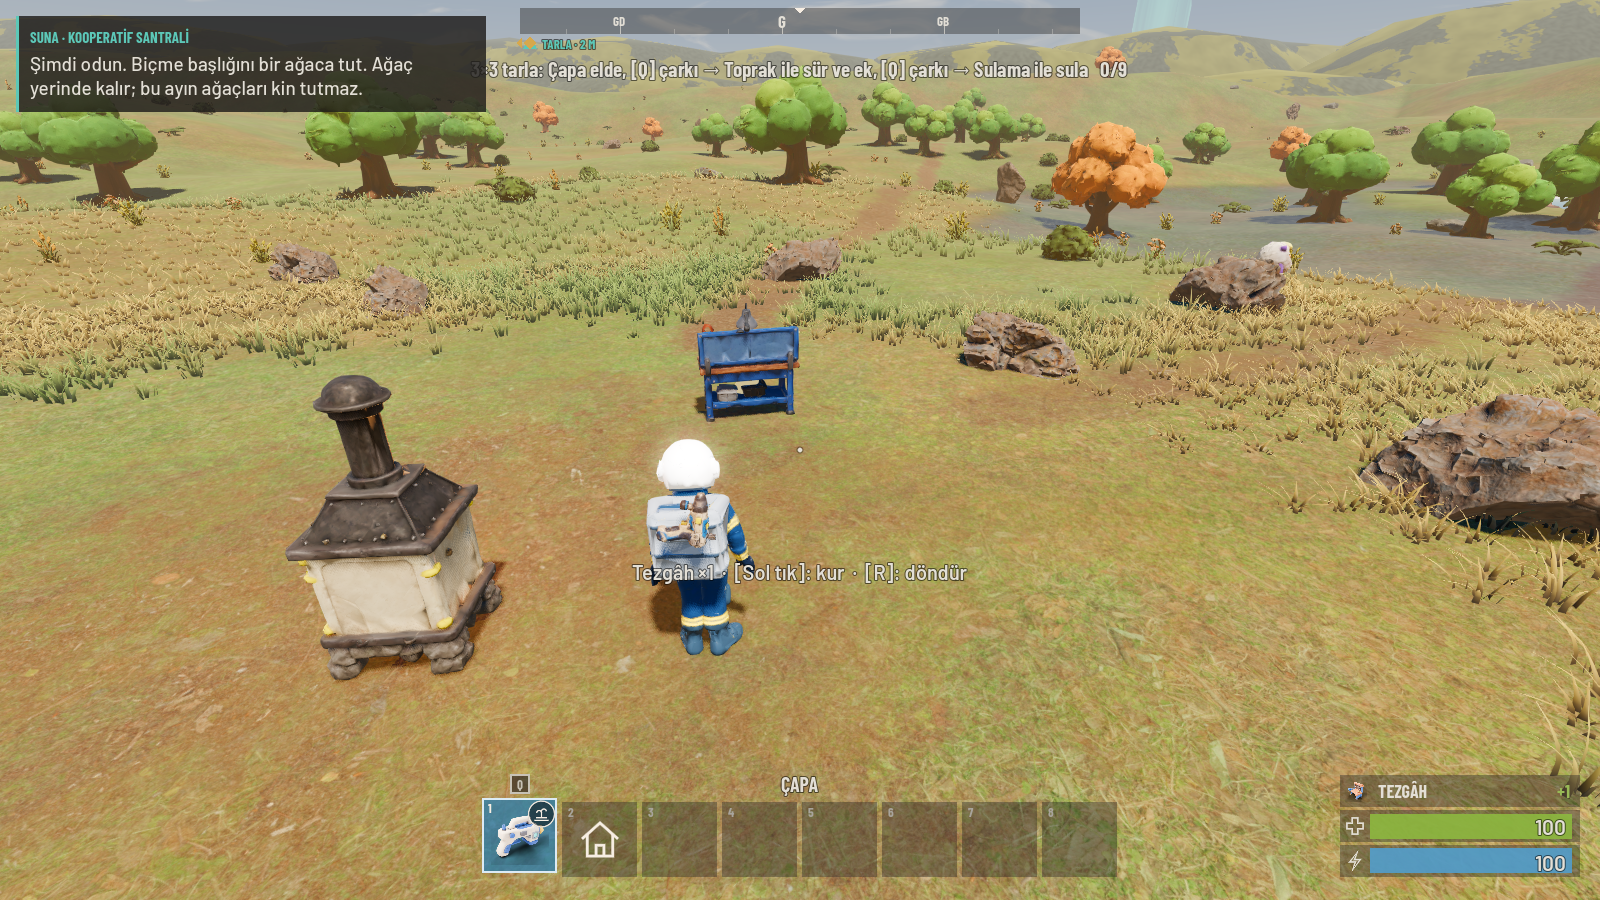 GD
G
GB
SUNA · KOOPERATİF SANTRALİ
Şimdi odun. Biçme başlığını bir ağaca tut. Ağaç
yerinde kalır; bu ayın ağaçları kin tutmaz.
TARLA · 2 M
3×3 tarla: Çapa elde, [Q] çarkı → Toprak ile sür ve ek, [Q] çarkı → Sulama ile sula 0/9
Tezgâh ×1 · [Sol tık]: kur · [R]: döndür
Q
ÇAPA
1
2
3
4
5
6
7
8
TEZGÂH +1
100
100